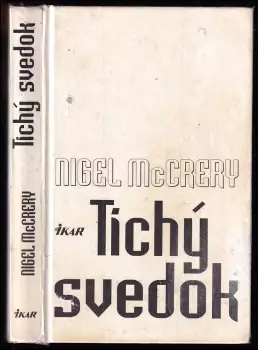 Tichý svedok
NIGEL McCRERY
IKAR
NIGEL McCRERY
IKAR
Tichý
svedok